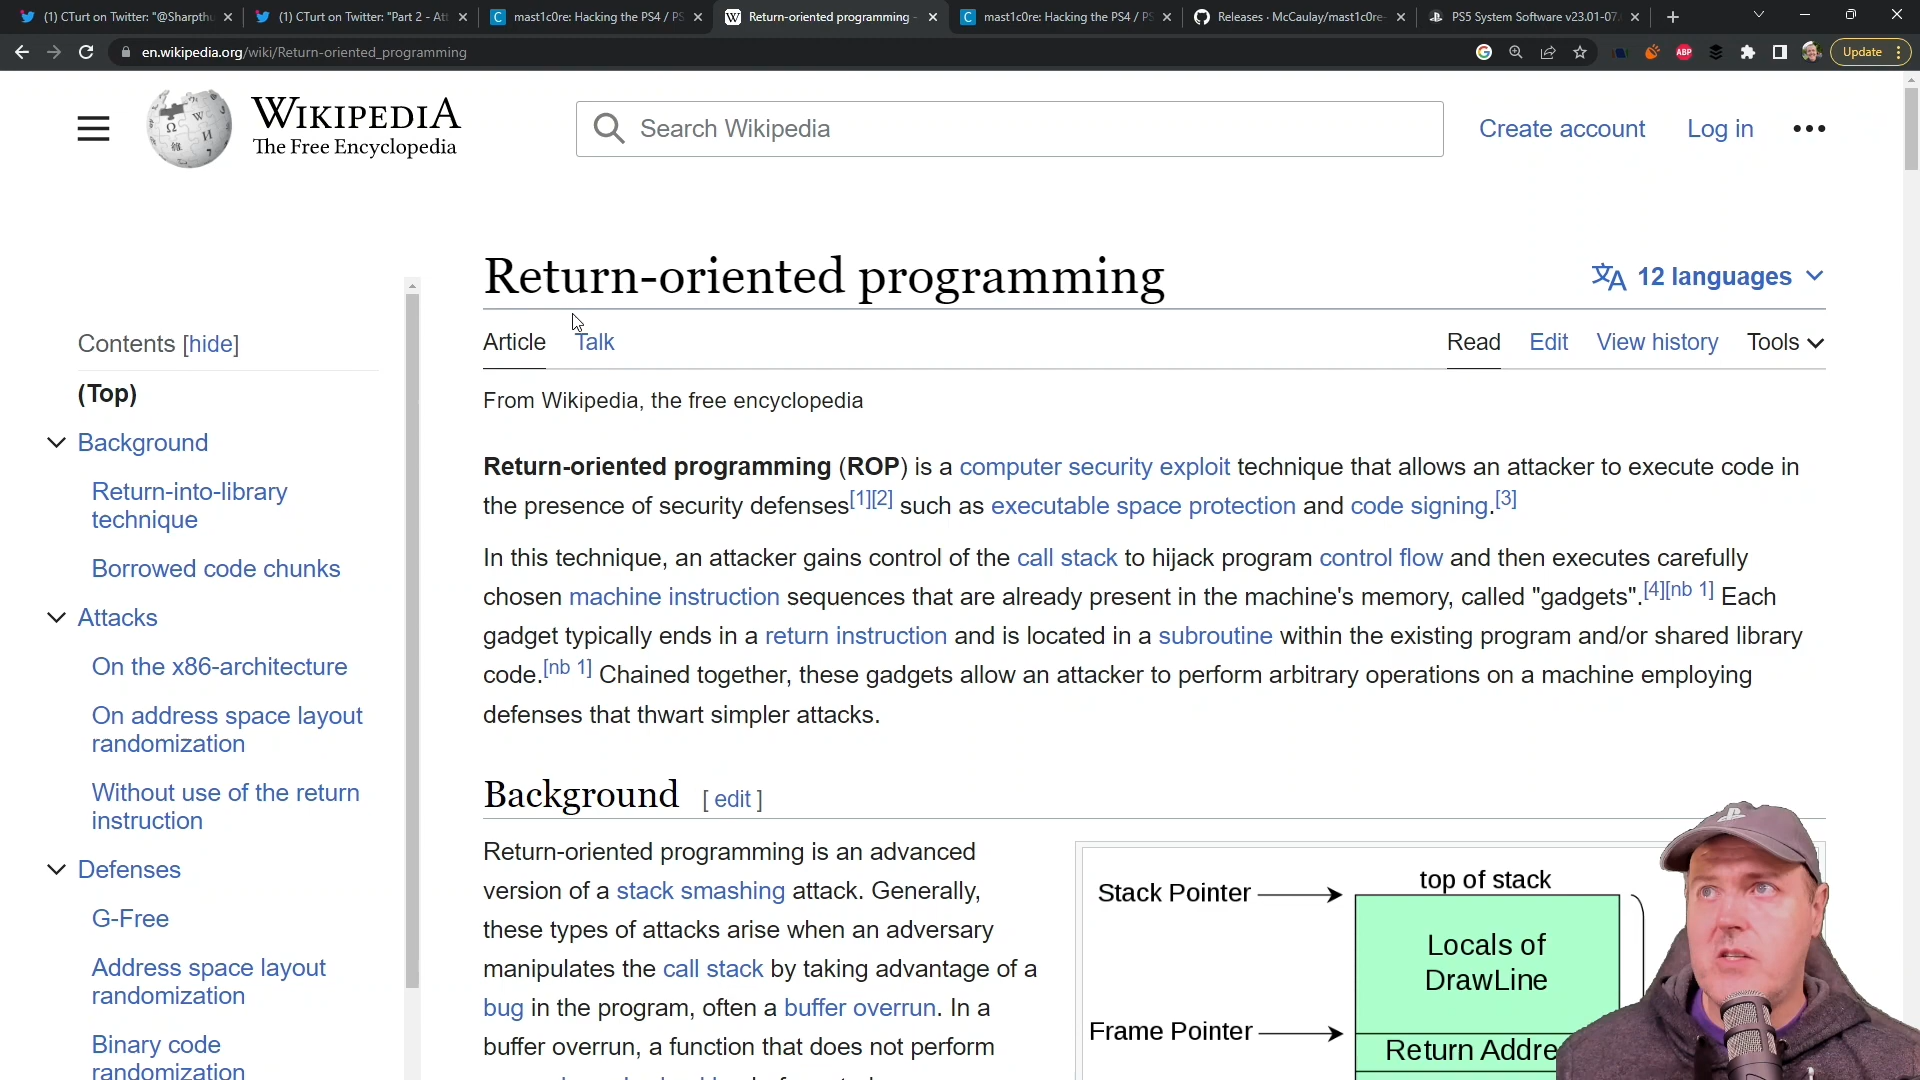 (1) CTurt on Twitter: "@Sharpth
(1) CTurt on Twitter: "Part 2 - At
mast1c0re: Hacking the PS4 / PS
Return-oriented programming -
mast1c0re: Hacking the PS4 / PS
Releases · McCaulay/mast1c0re-
PS5 System Software v23.01-07.
en.wikipedia.org/wiki/Return-oriented_programming
ABP
Update
WIKIPEDIA
The Free Encyclopedia
Search Wikipedia
Create account
Log in
Return-oriented programming
12 languages
Contents [hide]
(Top)
Background
Return-into-library
technique
Borrowed code chunks
Attacks
On the x86-architecture
On address space layout
randomization
Without use of the return
instruction
Defenses
G-Free
Address space layout
randomization
Binary code
randomization
Article
Talk
Read
Edit
View history
Tools
From Wikipedia, the free encyclopedia
Return-oriented programming (ROP) is a computer security exploit technique that allows an attacker to execute code in
the presence of security defenses[1][2] such as executable space protection and code signing.[3]
In this technique, an attacker gains control of the call stack to hijack program control flow and then executes carefully
chosen machine instruction sequences that are already present in the machine's memory, called "gadgets".[4][nb 1] Each
gadget typically ends in a return instruction and is located in a subroutine within the existing program and/or shared library
code.[nb 1] Chained together, these gadgets allow an attacker to perform arbitrary operations on a machine employing
defenses that thwart simpler attacks.
Background [ edit ]
Return-oriented programming is an advanced
version of a stack smashing attack. Generally,
these types of attacks arise when an adversary
manipulates the call stack by taking advantage of a
bug in the program, often a buffer overrun. In a
buffer overrun, a function that does not perform
top of stack
Stack Pointer
Locals of
DrawLine
Frame Pointer
Return Addre